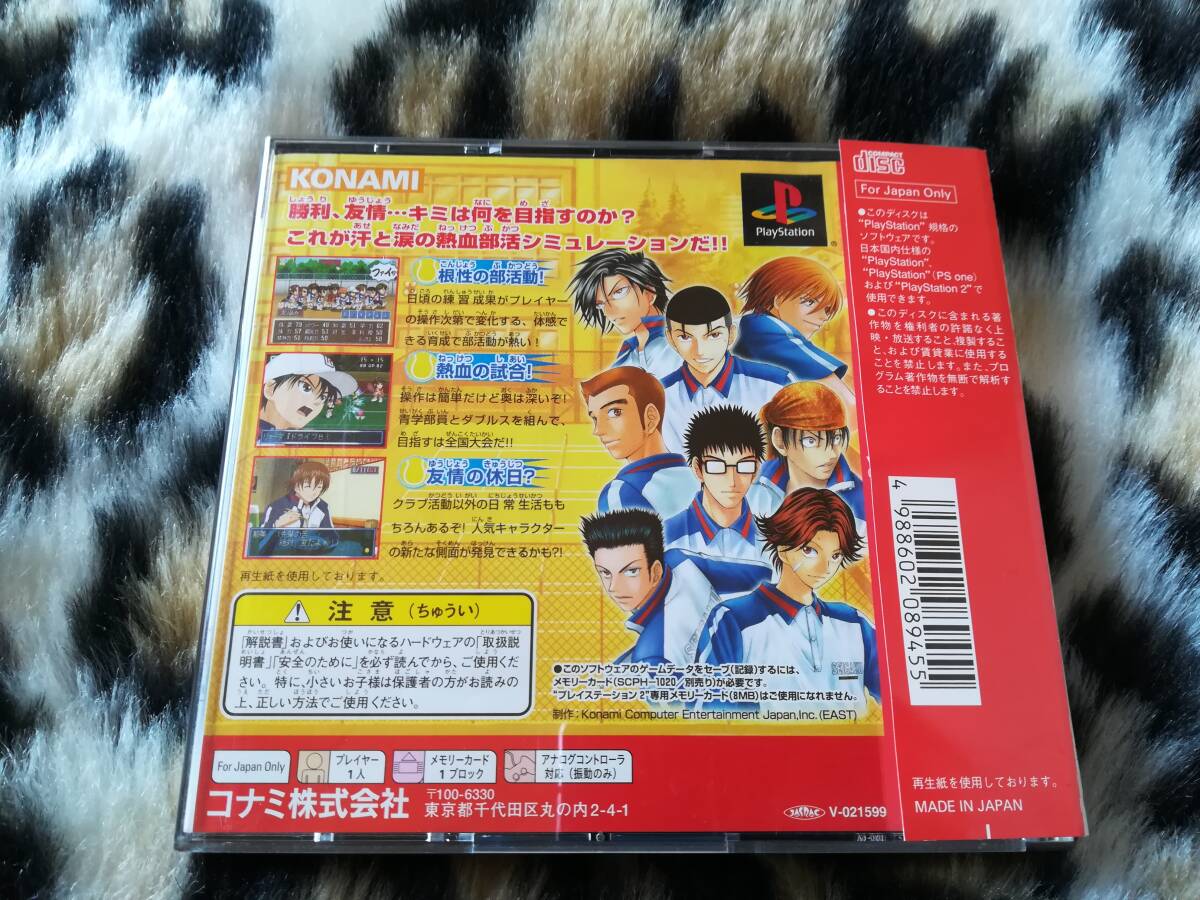 KONAMI
勝利、友情…キミは何を目指すのか?
これが汗と涙の熱血部活シミュレーションだ!!
PlayStation
ファイッ
根性の部活動!
日頃の練習成果がプレイヤー
の操作次第で変化する、体感で
きる育成で部活動が熱い!
熱血の試合!
操作は簡単だけど奥は深いぞ!
青学部員とダブルスを組んで、
目指すは全国大会だ!!
友情の休日?
クラブ活動以外の日常生活もも
ちろんあるぞ! 人気キャラクター
の新たな側面が発見できるかも?!
再生紙を使用しております。
注意(ちゅうい)
「解説書」およびお使いになるハードウェアの「取扱説
明書」「安全のために」を必ず読んでから、ご使用くだ
さい。特に、小さいお子様は保護者の方がお読みの
上、正しい方法でご使用ください。
●このソフトウェアのゲームデータをセーブ(記録)するには、
メモリーカード(SCPH-1020/別売り)が必要です。
"プレイステーション 2"専用メモリーカード(8MB)はご使用になれません。
制作:Konami Computer Entertainment Japan,Inc.(EAST)
For Japan Only
プレイヤー
1人
メモリーカード
1ブロック
アナログコントローラ
対応(振動のみ)
コナミ株式会社
〒100-6330
東京都千代田区丸の内2-4-1
JASRAC
V-021599
COMPACT
disc
For Japan Only
●このディスクは
"PlayStation" 規格の
ソフトウェアです。
日本国内仕様の
"PlayStation"、
"PlayStation"(PS one)
および"PlayStation 2"で
使用できます。
●このディスクに含まれる著
作物を権利者の許諾なく上
映・放送すること、複製するこ
と、および賃貸業に使用する
ことを禁止します。また、プロ
グラム著作物を無断で解析す
ることを禁止します。
4 988602 089455
再生紙を使用しております。
MADE IN JAPAN